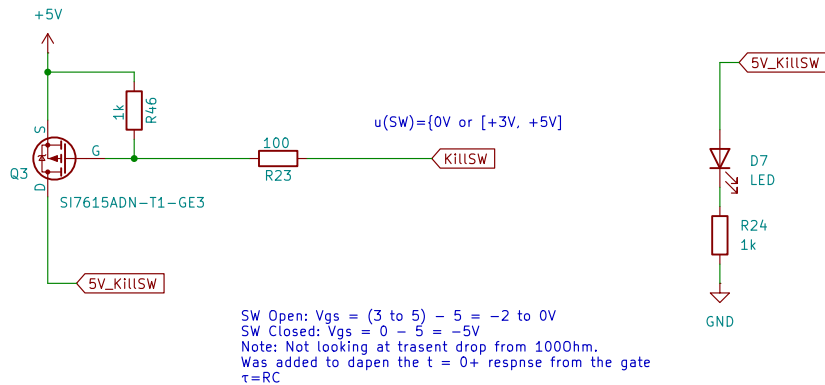 +5V
1k
R46
u(SW)={0V or [+3V, +5V]
5V_KillSW
S
G
100
KillSW
D7
LED
Q3
D
R23
SI7615ADN-T1-GE3
R24
1k
5V_KillSW
GND
SW Open: Vgs = (3 to 5) - 5 = -2 to 0V
SW Closed: Vgs = 0 - 5 = -5V
Note: Not looking at trasent drop from 100Ohm.
Was added to dapen the t = 0+ respnse from the gate
τ=RC